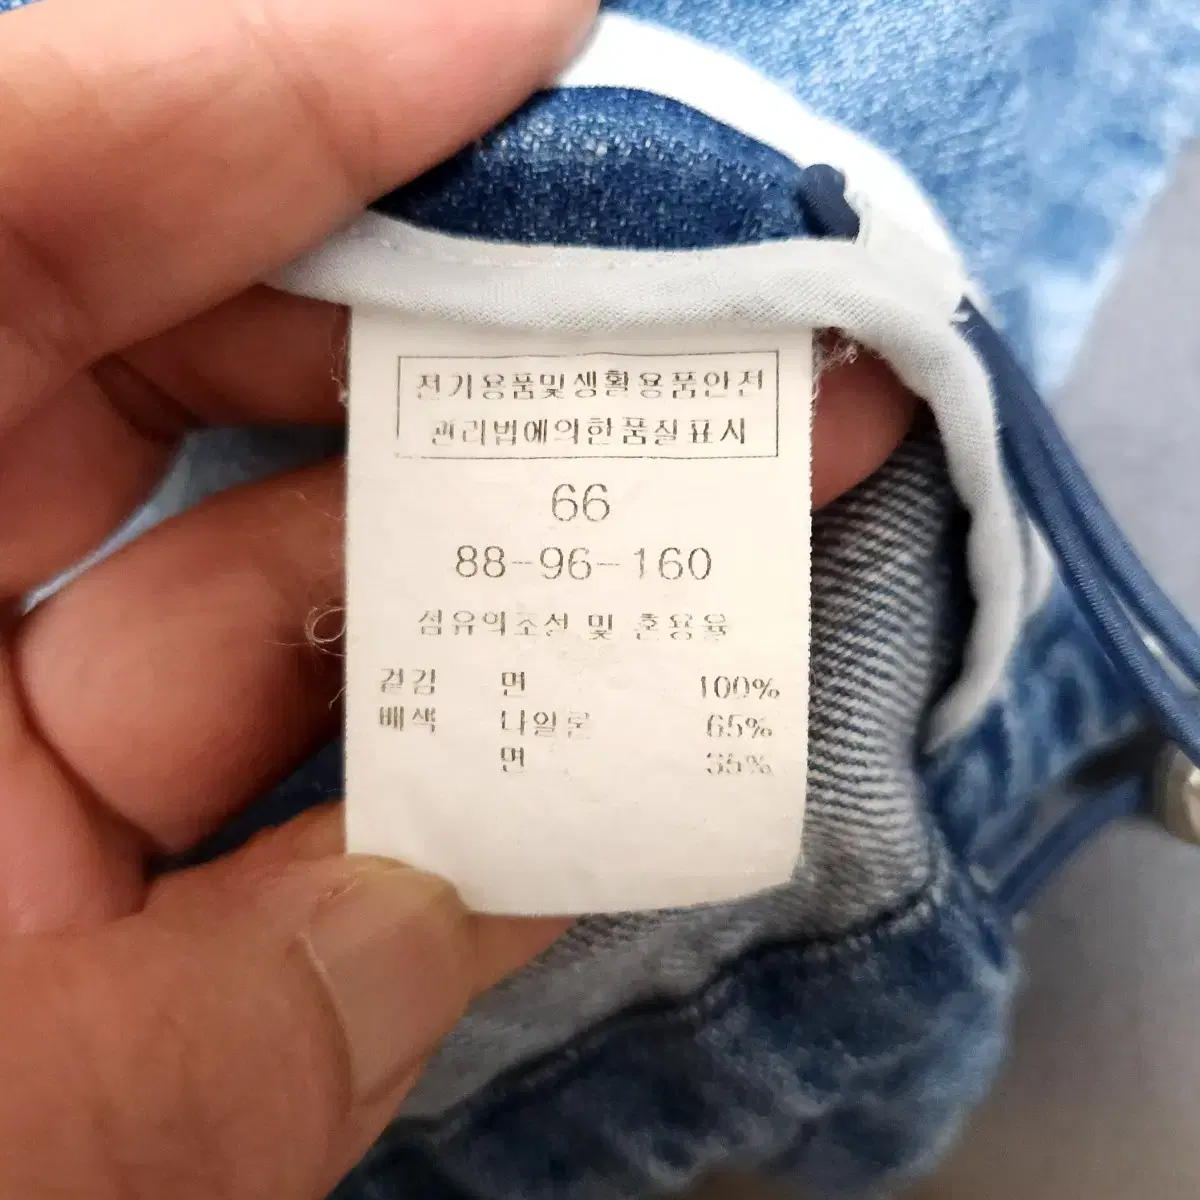 전기용품및생활용품안전
관리법에의한품질표시
66
88-96-160
섬유의조성 및 혼용율
겉감 면 100%
배색 나일론 65%
면 35%